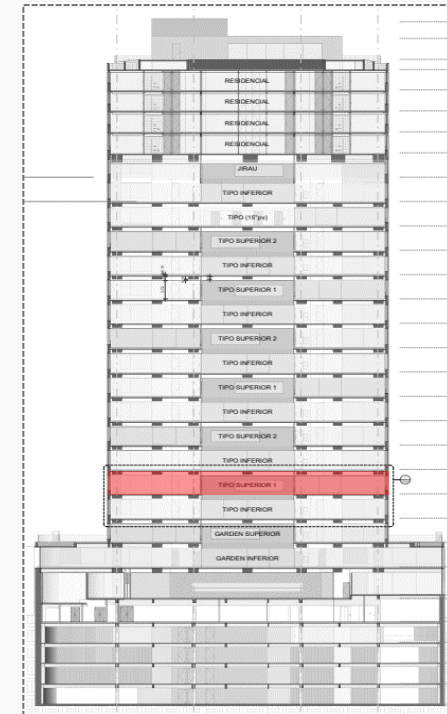 RESIDENCIAL
RESIDENCIAL
RESIDENCIAL
RESIDENCIAL
JIRAU
TIPO INFERIOR
TIPO (15°pv)
TIPO SUPERIOR 2
TIPO INFERIOR
TIPO SUPERIOR 1
TIPO INFERIOR
TIPO SUPERIOR 2
TIPO INFERIOR
TIPO SUPERIOR 1
TIPO INFERIOR
TIPO SUPERIOR 2
TIPO INFERIOR
TIPO SUPERIOR 1
TIPO INFERIOR
GARDEN SUPERIOR
GARDEN INFERIOR